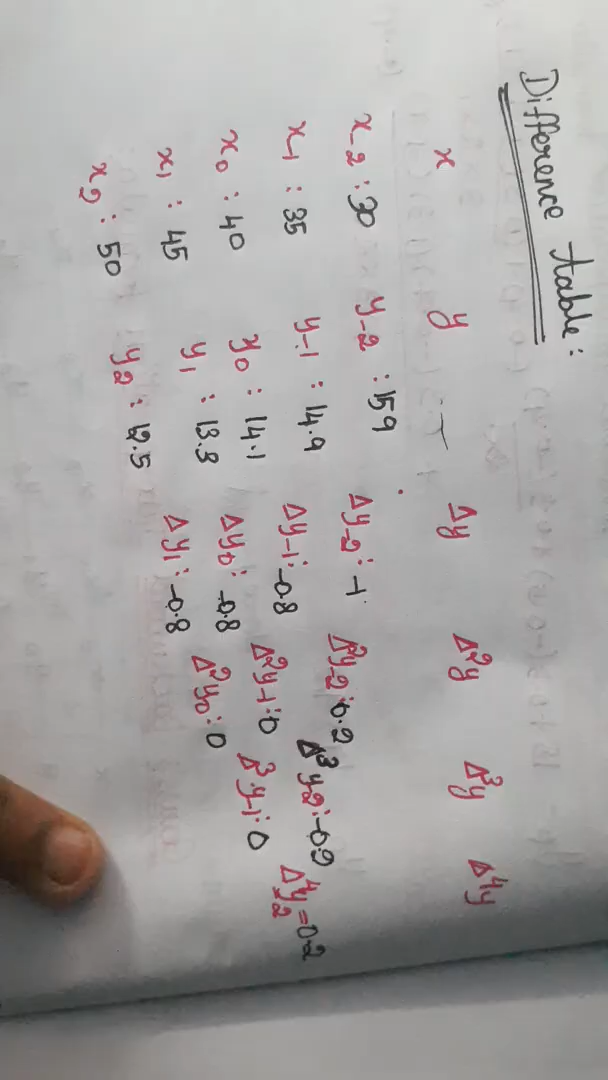 Difference table:
x y Δy Δ²y Δ³y Δ⁴y
x-2 : 30 y-2 : 159 Δy-2 : -1 Δ²y-2 : 0.2 Δ³y-2 : -0.2 Δ⁴y-2 = 0.2
x-1 : 35 y-1 : 14.9 Δy-1 : -0.8 Δ²y-1 : 0 Δ³y-1 : 0
x0 : 40 y0 : 14.1 Δy0 : -0.8 Δ²y0 : 0
x1 : 45 y1 : 13.3 Δy1 : -0.8
x2 : 50 y2 : 12.5